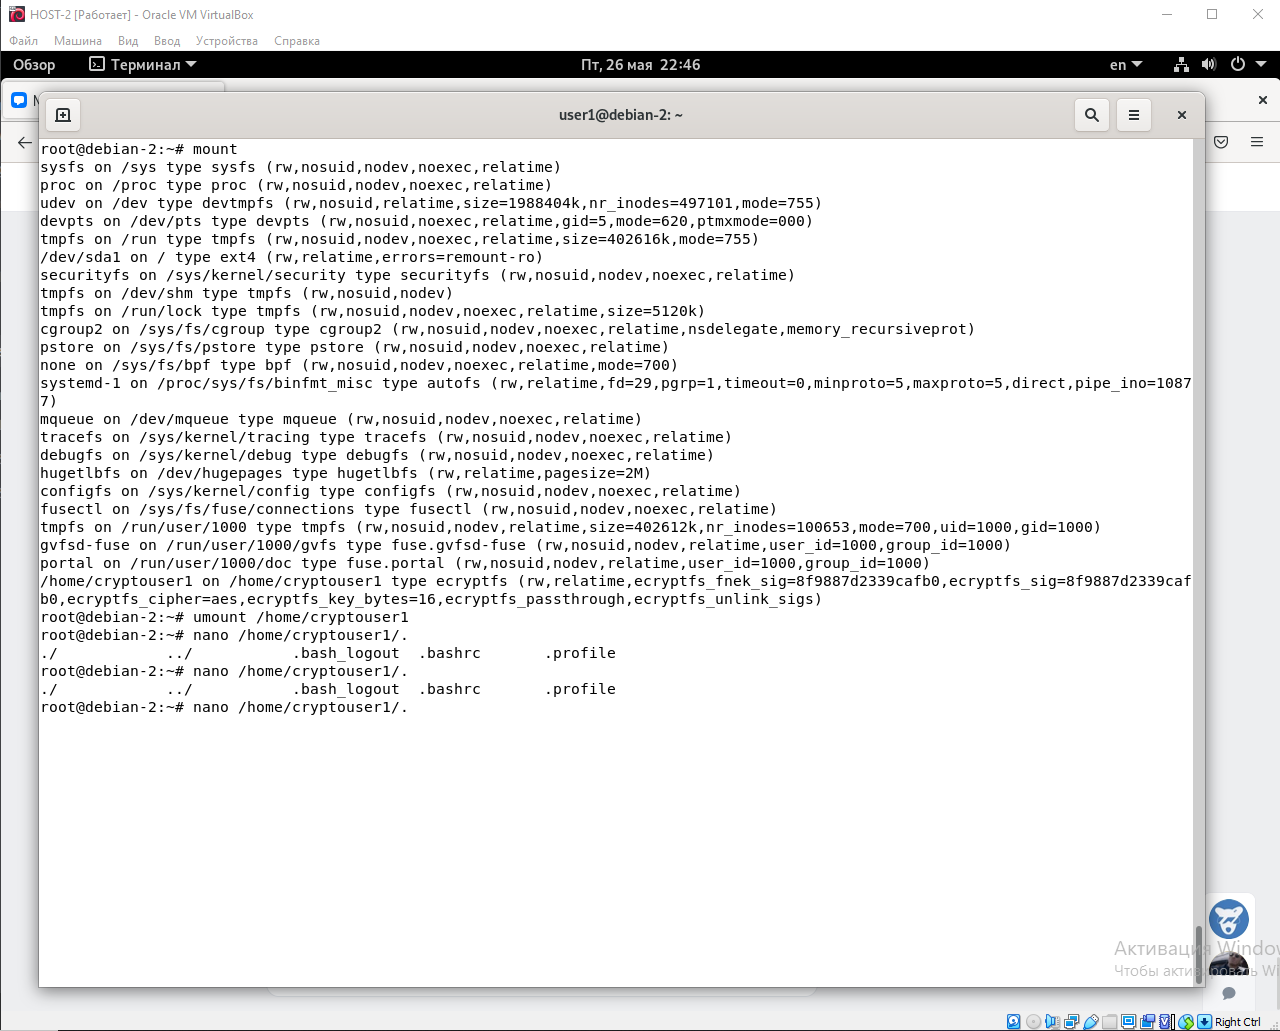 HOST-2 [Работает] - Oracle VM VirtualBox
Файл Машина Вид Ввод Устройства Справка
Обзор Терминал Пт, 26 мая 22:46 en
user1@debian-2: ~
root@debian-2:~# mount
sysfs on /sys type sysfs (rw,nosuid,nodev,noexec,relatime)
proc on /proc type proc (rw,nosuid,nodev,noexec,relatime)
udev on /dev type devtmpfs (rw,nosuid,relatime,size=1988404k,nr_inodes=497101,mode=755)
devpts on /dev/pts type devpts (rw,nosuid,noexec,relatime,gid=5,mode=620,ptmxmode=000)
tmpfs on /run type tmpfs (rw,nosuid,nodev,noexec,relatime,size=402616k,mode=755)
/dev/sda1 on / type ext4 (rw,relatime,errors=remount-ro)
securityfs on /sys/kernel/security type securityfs (rw,nosuid,nodev,noexec,relatime)
tmpfs on /dev/shm type tmpfs (rw,nosuid,nodev)
tmpfs on /run/lock type tmpfs (rw,nosuid,nodev,noexec,relatime,size=5120k)
cgroup2 on /sys/fs/cgroup type cgroup2 (rw,nosuid,nodev,noexec,relatime,nsdelegate,memory_recursiveprot)
pstore on /sys/fs/pstore type pstore (rw,nosuid,nodev,noexec,relatime)
none on /sys/fs/bpf type bpf (rw,nosuid,nodev,noexec,relatime,mode=700)
systemd-1 on /proc/sys/fs/binfmt_misc type autofs (rw,relatime,fd=29,pgrp=1,timeout=0,minproto=5,maxproto=5,direct,pipe_ino=1087
7)
mqueue on /dev/mqueue type mqueue (rw,nosuid,nodev,noexec,relatime)
tracefs on /sys/kernel/tracing type tracefs (rw,nosuid,nodev,noexec,relatime)
debugfs on /sys/kernel/debug type debugfs (rw,nosuid,nodev,noexec,relatime)
hugetlbfs on /dev/hugepages type hugetlbfs (rw,relatime,pagesize=2M)
configfs on /sys/kernel/config type configfs (rw,nosuid,nodev,noexec,relatime)
fusectl on /sys/fs/fuse/connections type fusectl (rw,nosuid,nodev,noexec,relatime)
tmpfs on /run/user/1000 type tmpfs (rw,nosuid,nodev,relatime,size=402612k,nr_inodes=100653,mode=700,uid=1000,gid=1000)
gvfsd-fuse on /run/user/1000/gvfs type fuse.gvfsd-fuse (rw,nosuid,nodev,relatime,user_id=1000,group_id=1000)
portal on /run/user/1000/doc type fuse.portal (rw,nosuid,nodev,relatime,user_id=1000,group_id=1000)
/home/cryptouser1 on /home/cryptouser1 type ecryptfs (rw,relatime,ecryptfs_fnek_sig=8f9887d2339cafb0,ecryptfs_sig=8f9887d2339caf
b0,ecryptfs_cipher=aes,ecryptfs_key_bytes=16,ecryptfs_passthrough,ecryptfs_unlink_sigs)
root@debian-2:~# umount /home/cryptouser1
root@debian-2:~# nano /home/cryptouser1/.
./ ../ .bash_logout .bashrc .profile
root@debian-2:~# nano /home/cryptouser1/.
./ ../ .bash_logout .bashrc .profile
root@debian-2:~# nano /home/cryptouser1/.
Активация Windo
Чтобы активировать Wi
Right Ctrl